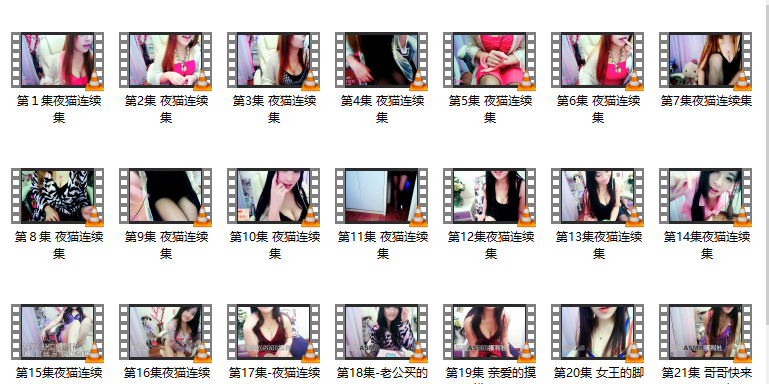 第１集夜猫连续
集
第2集 夜猫连续
集
第3集 夜猫连续
集
第4集 夜猫连续
集
第5集 夜猫连续
集
第6集 夜猫连续
集
第7集夜猫连续集
第８集 夜猫连续
集
第9集 夜猫连续
集
第10集 夜猫连续
集
第11集 夜猫连续
集
第12集夜猫连续
集
第13集夜猫连续
集
第14集夜猫连续
集
第15集夜猫连续
第16集夜猫连续
第17集-夜猫连续
第18集-老公买的
第19集 亲爱的摸
第20集 女王的脚
第21集 哥哥快来